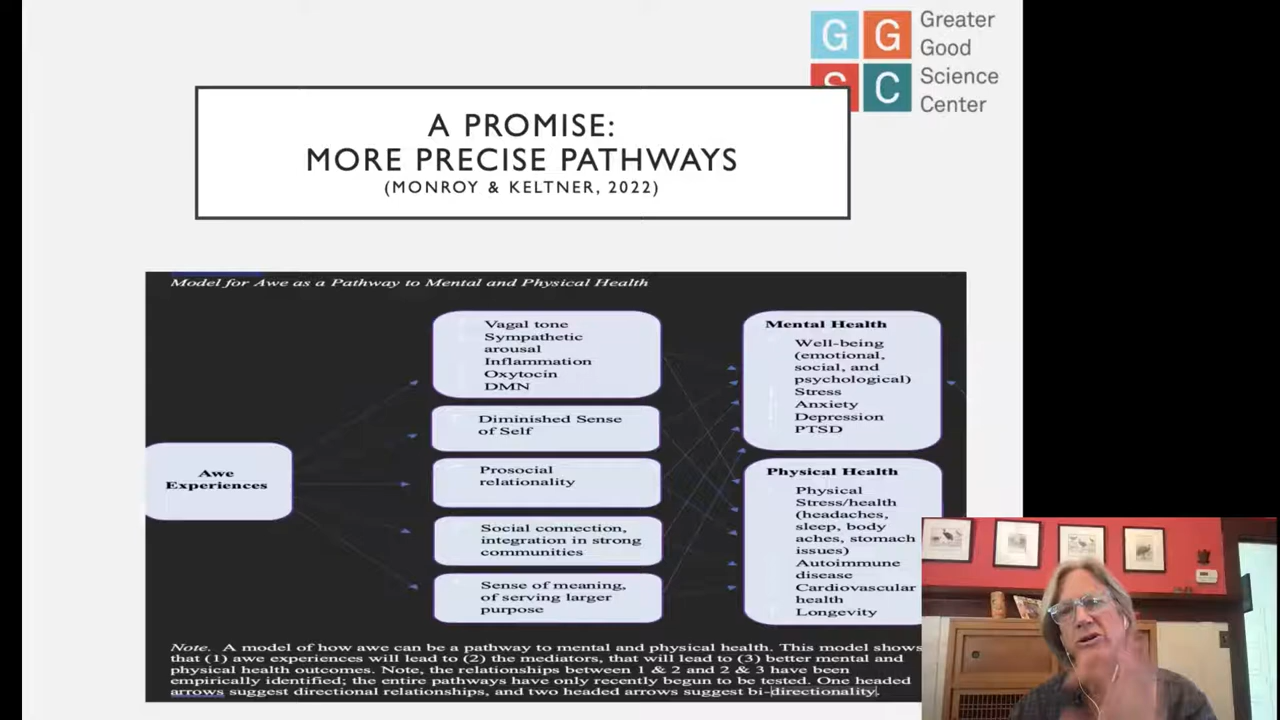 G G
S C
Greater
Good
Science
Center
A PROMISE:
MORE PRECISE PATHWAYS
(MONROY & KELTNER, 2022)
Model for Awe as a Pathway to Mental and Physical Health
Awe
Experiences
Vagal tone
Sympathetic
arousal
Inflammation
Oxytocin
DMN
Diminished Sense
of Self
Prosocial
relationality
Social connection,
integration in strong
communities
Sense of meaning,
of serving larger
purpose
Mental Health
Well-being
(emotional,
social, and
psychological)
Stress
Anxiety
Depression
PTSD
Physical Health
Physical
Stress/health
(headaches,
sleep, body
aches, stomach
issues)
Autoimmune
disease
Cardiovascular
health
Longevity
Note. A model of how awe can be a pathway to mental and physical health. This model shows
that (1) awe experiences will lead to (2) the mediators, that will lead to (3) better mental and
physical health outcomes. Note, the relationships between 1 & 2 and 2 & 3 have been
empirically identified; the entire pathways have only recently begun to be tested. One headed
arrows suggest directional relationships, and two headed arrows suggest bi-directionality.